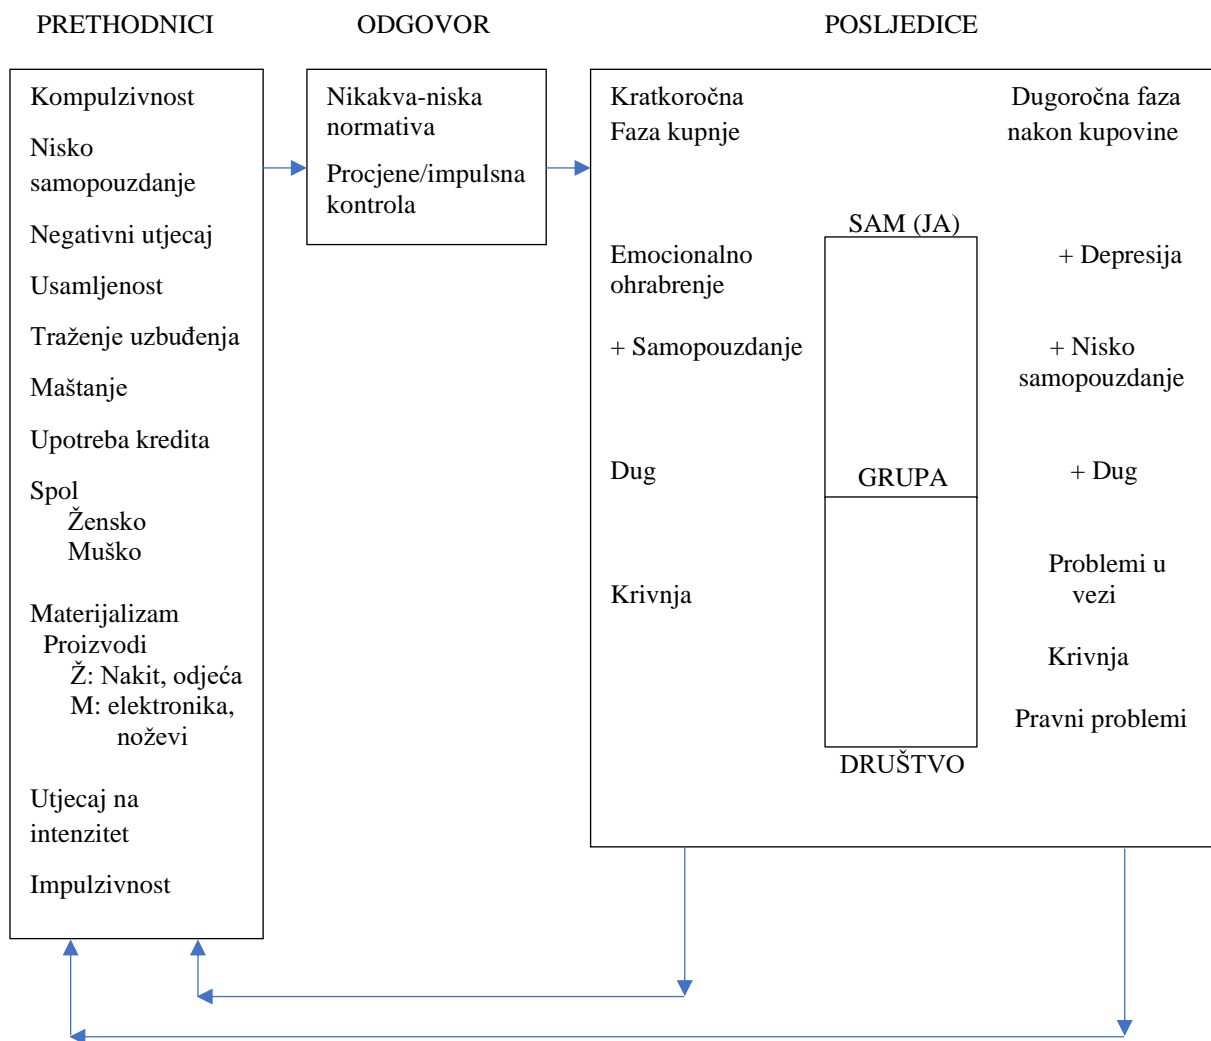 PRETHODNICI
ODGOVOR
POSLJEDICE
Kompulzivnost
Nisko
samopouzdanje
Negativni utjecaj
Usamljenost
Traženje uzbuđenja
Maštanje
Upotreba kredita
Spol
Žensko
Muško
Materijalizam
Proizvodi
Ž: Nakit, odjeća
M: elektronika,
noževi
Utjecaj na
intenzitet
Impulzivnost
Nikakva-niska
normativa
Procjene/impulsna
kontrola
Kratkoročna
Faza kupnje
Emocionalno
ohrabrenje
+ Samopouzdanje
Dug
Krivnja
SAM (JA)
GRUPA
DRUŠTVO
Dugoročna faza
nakon kupovine
+ Depresija
+ Nisko
samopouzdanje
+ Dug
Problemi u
vezi
Krivnja
Pravni problemi